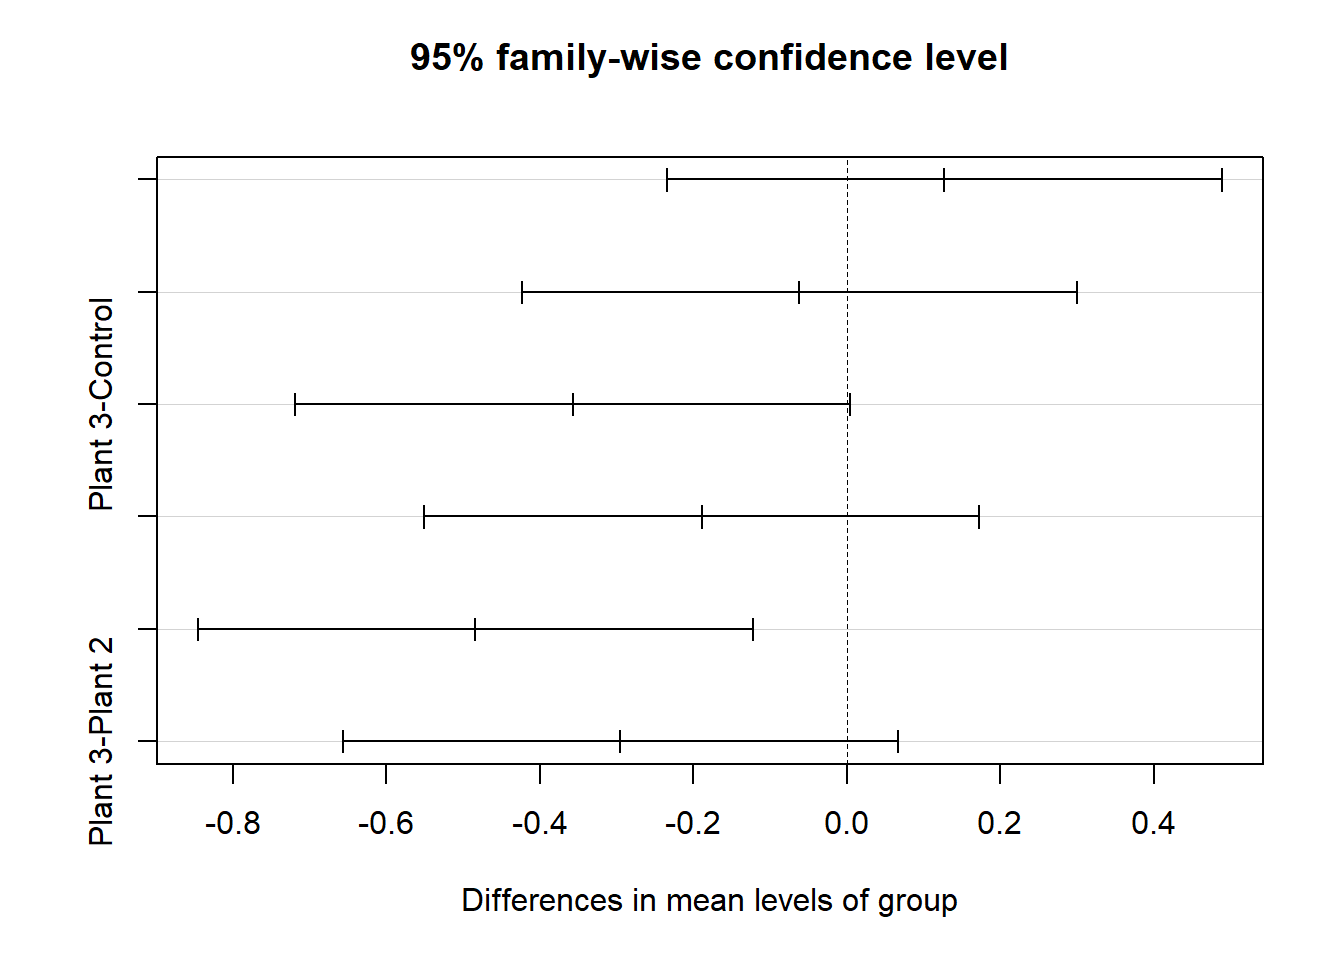 95% family-wise confidence level
Plant 3-Control
Plant 3-Plant 2
-0.8 -0.6 -0.4 -0.2 0.0 0.2 0.4
Differences in mean levels of group